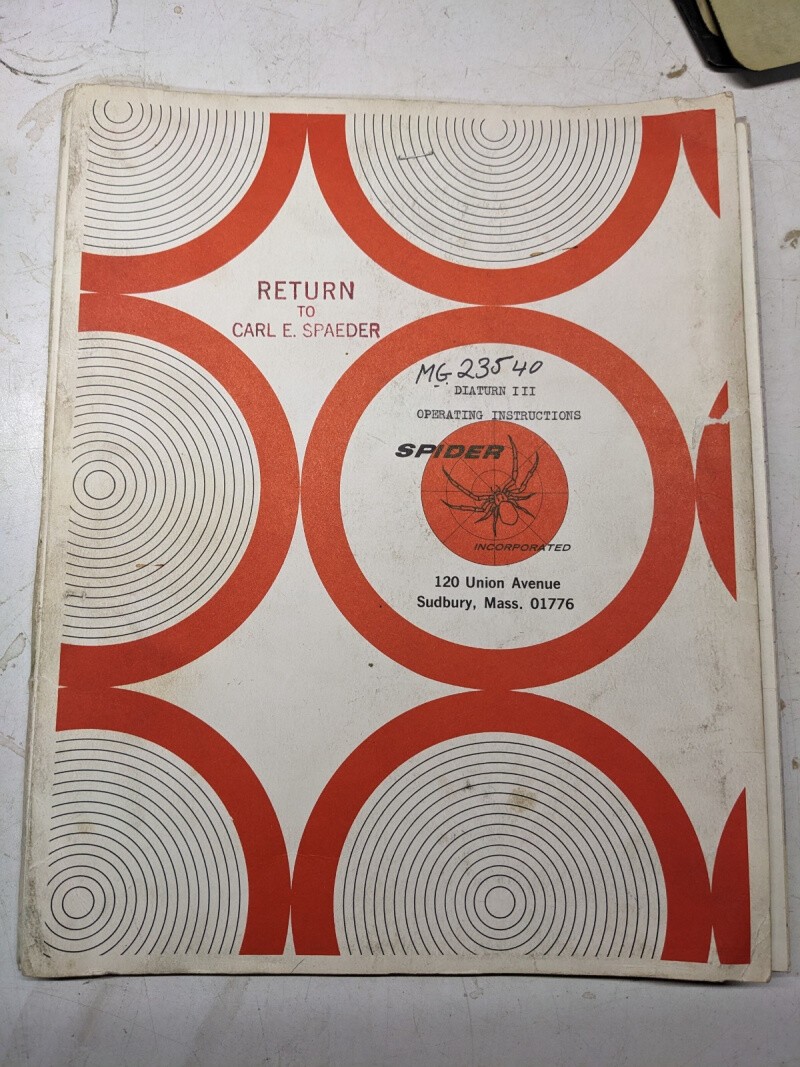 RETURN
TO
CARL E. SPAEDER
MG 23540
DIATURN III
OPERATING INSTRUCTIONS
SPIDER
INCORPORATED
120 Union Avenue
Sudbury, Mass. 01776